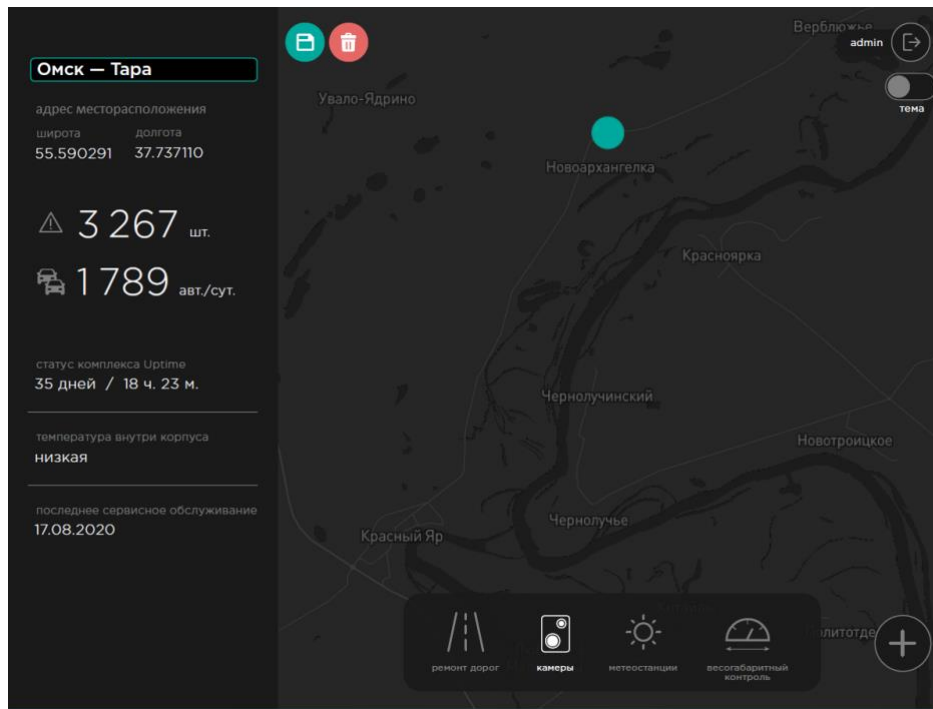 Омск — Тара
адрес месторасположения
широта
долгота
55.590291
37.737110
3 267 шт.
1 789 авт./сут.
статус комплекса Uptime
35 дней / 18 ч. 23 м.
температура внутри корпуса
низкая
последнее сервисное обслуживание
17.08.2020
admin
тема
Увало-Ядрино
Новоархангелка
Красноярка
Чернолучинский
Новотроицкое
Чернолучье
Красный Яр
ремонт дорог
камеры
метеостанции
весогабаритный
контроль